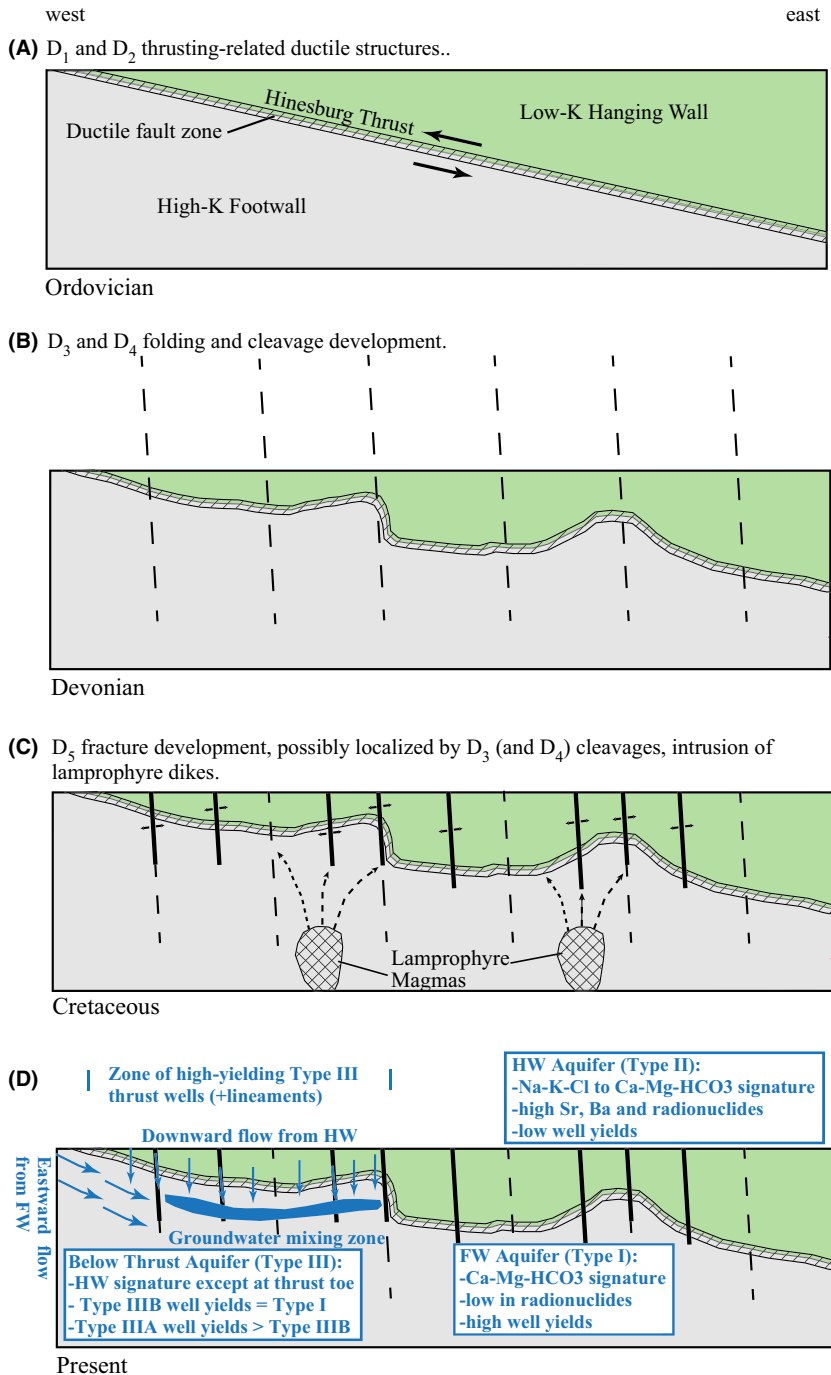 west
east
(A) D1 and D2 thrusting-related ductile structures..
Hinesburg Thrust
Low-K Hanging Wall
Ductile fault zone
High-K Footwall
Ordovician
(B) D3 and D4 folding and cleavage development.
Devonian
(C) D5 fracture development, possibly localized by D3 (and D4) cleavages, intrusion of
lamprophyre dikes.
Lamprophyre
Magmas
Cretaceous
(D)
Zone of high-yielding Type III
thrust wells (+lineaments)
HW Aquifer (Type II):
-Na-K-Cl to Ca-Mg-HCO3 signature
-high Sr, Ba and radionuclides
-low well yields
Downward flow from HW
Eastward flow
from FW
Groundwater mixing zone
Below Thrust Aquifer (Type III):
-HW signature except at thrust toe
- Type IIIB well yields = Type I
-Type IIIA well yields > Type IIIB
FW Aquifer (Type I):
-Ca-Mg-HCO3 signature
-low in radionuclides
-high well yields
Present